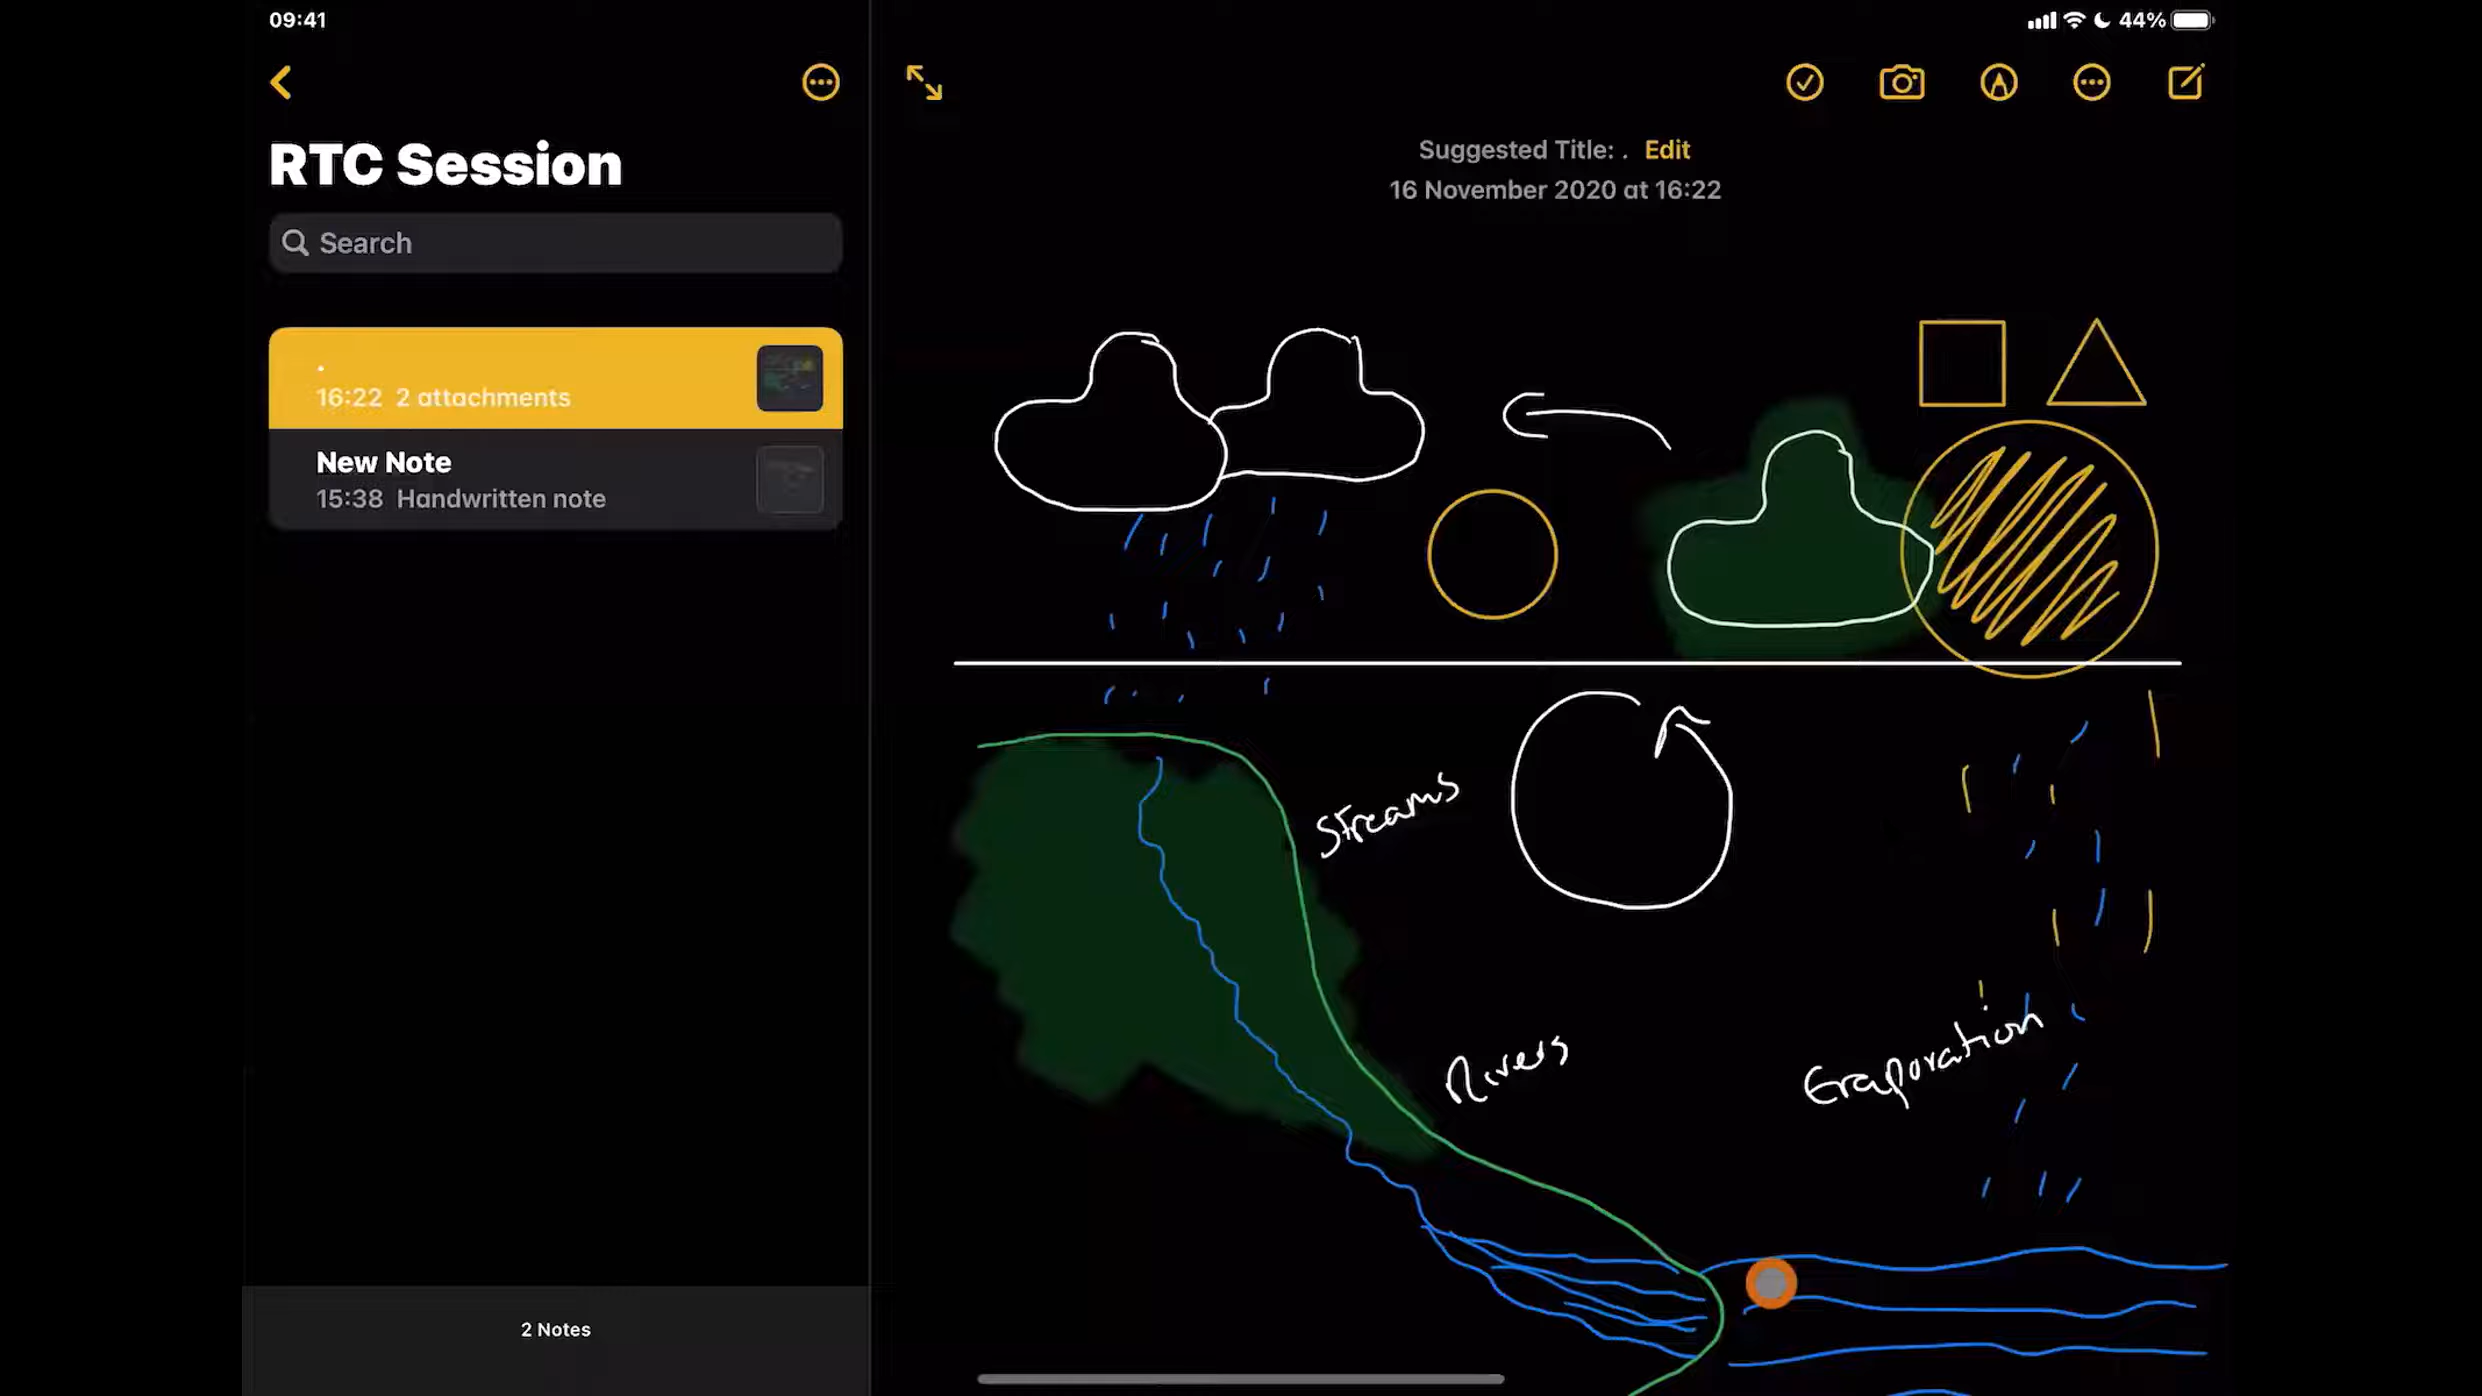 09:41
44%
RTC Session
Search
.
16:22 2 attachments
New Note
15:38 Handwritten note
2 Notes
Suggested Title: . Edit
16 November 2020 at 16:22
Streams
Rivers
Evaporation